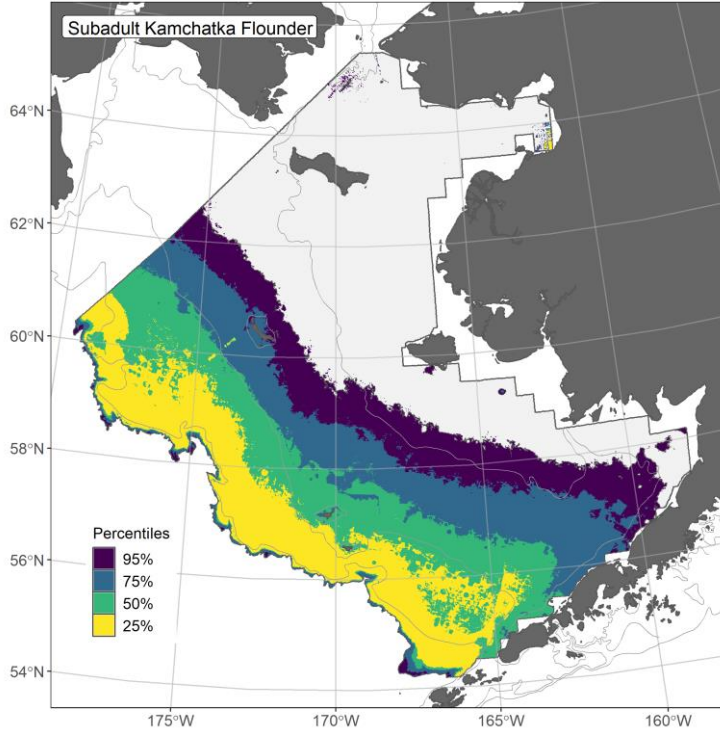 Subadult Kamchatka Flounder
64°N
62°N
60°N
58°N
56°N
54°N
Percentiles
95%
75%
50%
25%
175°W
170°W
165°W
160°W